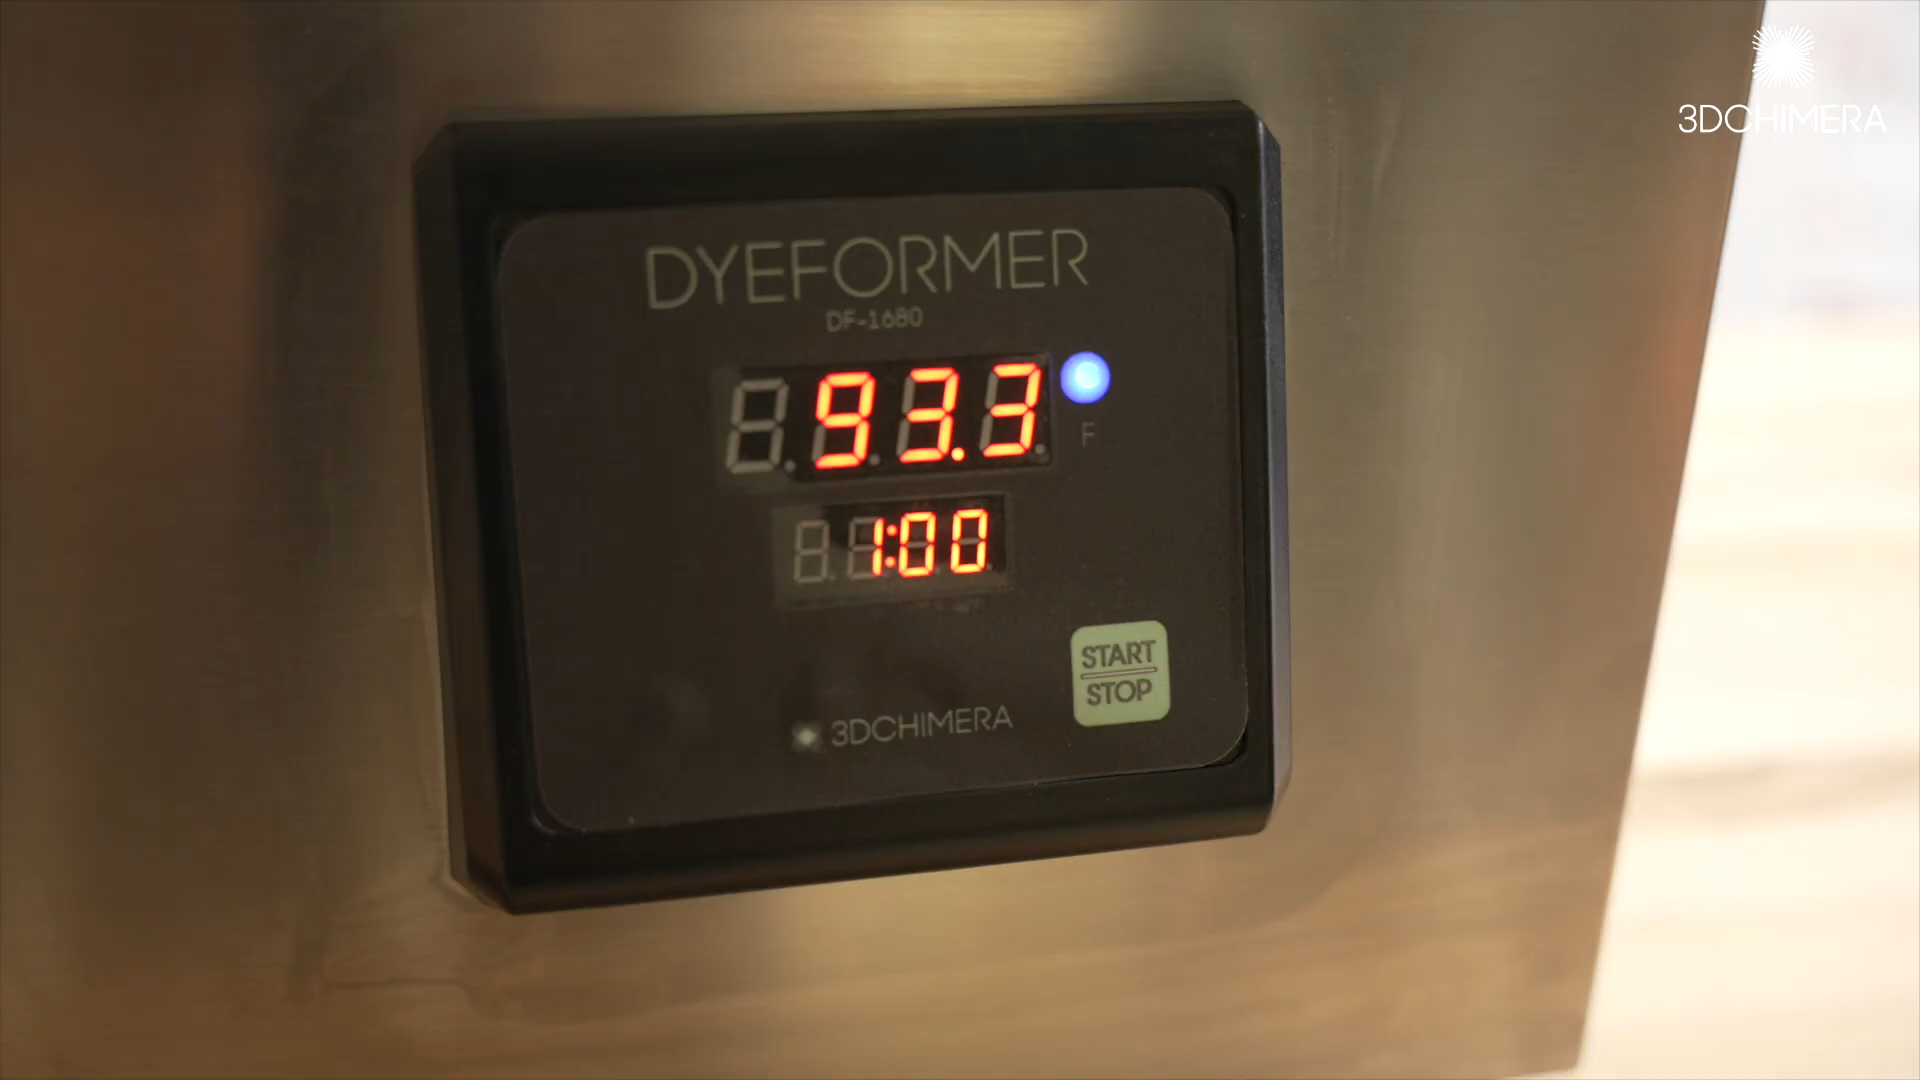 3DCHIMERA
DYEFORMER
DF-1680
93.3
F
1:00
START
STOP
3DCHIMERA